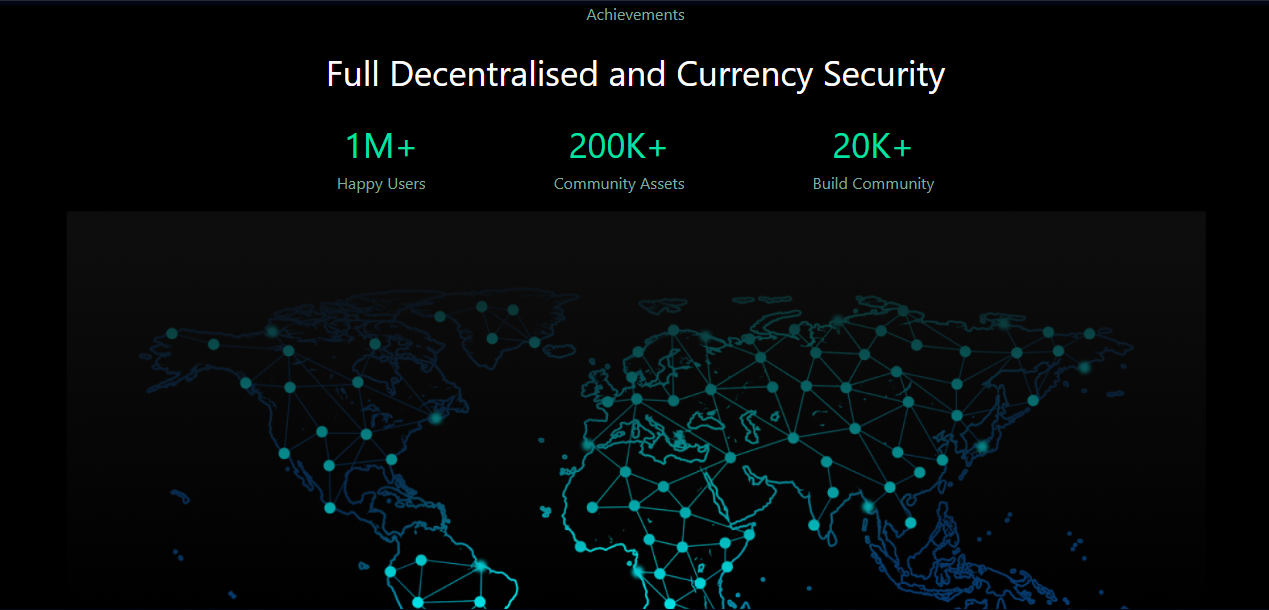 Achievements
Full Decentralised and Currency Security
1M+ 200K+ 20K+
Happy Users Community Assets Build Community